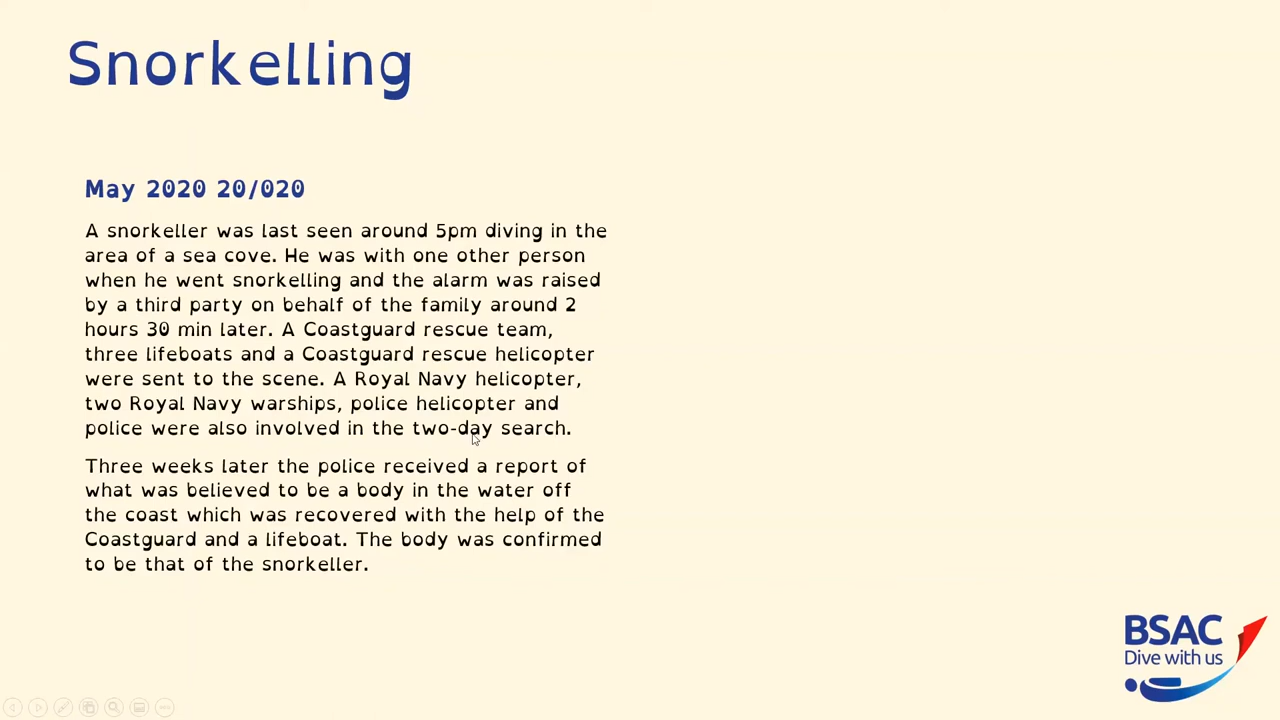 Snorkelling
May 2020 20/020
A snorkeller was last seen around 5pm diving in the
area of a sea cove. He was with one other person
when he went snorkelling and the alarm was raised
by a third party on behalf of the family around 2
hours 30 min later. A Coastguard rescue team,
three lifeboats and a Coastguard rescue helicopter
were sent to the scene. A Royal Navy helicopter,
two Royal Navy warships, police helicopter and
police were also involved in the two-day search.
Three weeks later the police received a report of
what was believed to be a body in the water off
the coast which was recovered with the help of the
Coastguard and a lifeboat. The body was confirmed
to be that of the snorkeller.
BSAC
Dive with us